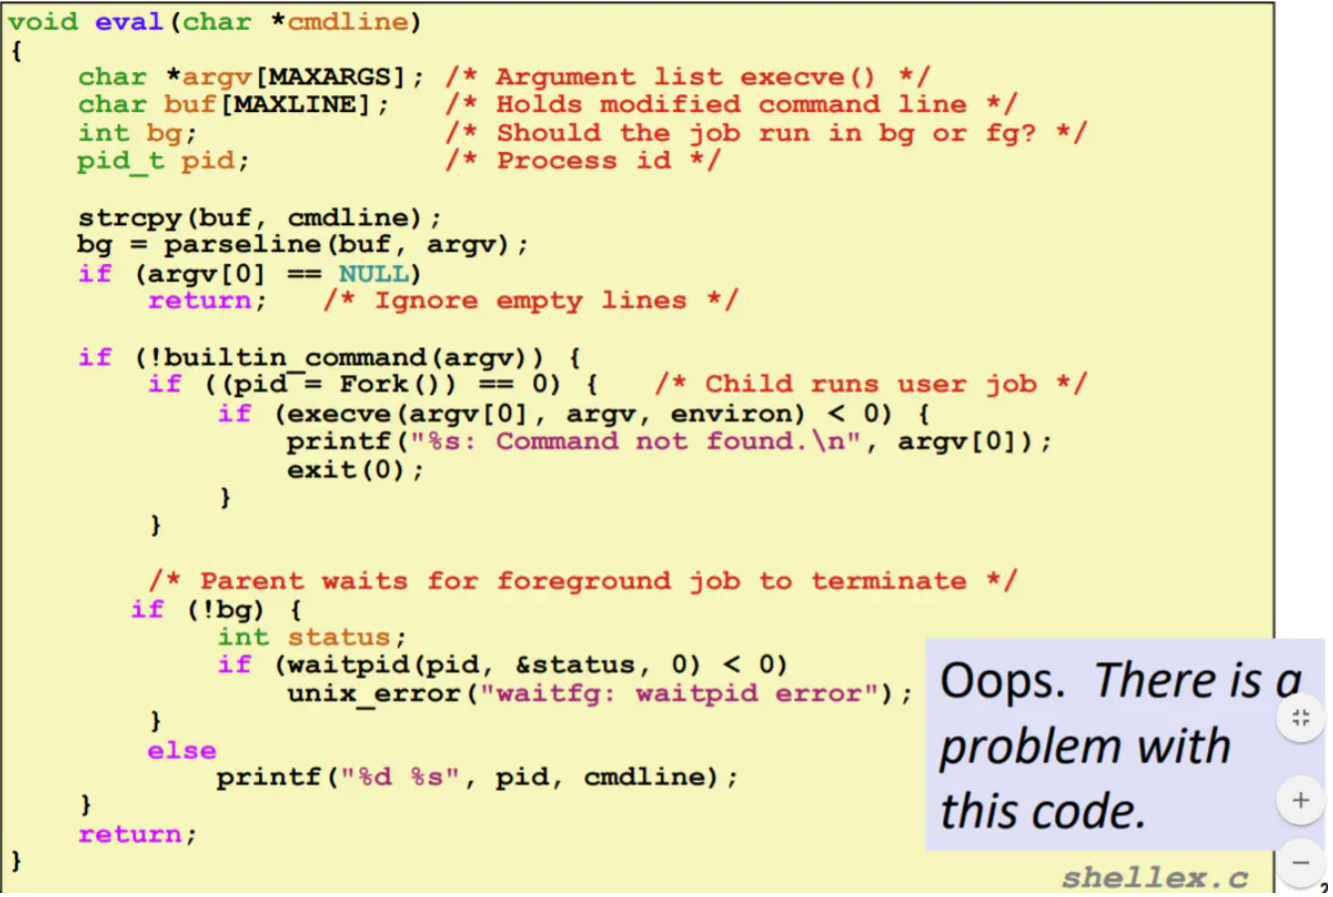 void eval(char *cmdline)
{
    char *argv[MAXARGS]; /* Argument list execve() */
    char buf[MAXLINE];   /* Holds modified command line */
    int bg;              /* Should the job run in bg or fg? */
    pid_t pid;           /* Process id */

    strcpy(buf, cmdline);
    bg = parseline(buf, argv);
    if (argv[0] == NULL)
        return;   /* Ignore empty lines */

    if (!builtin_command(argv)) {
        if ((pid = Fork()) == 0) {   /* Child runs user job */
            if (execve(argv[0], argv, environ) < 0) {
                printf("%s: Command not found.\n", argv[0]);
                exit(0);
            }
        }

        /* Parent waits for foreground job to terminate */
       if (!bg) {
            int status;
            if (waitpid(pid, &status, 0) < 0)
                unix_error("waitfg: waitpid error");
        }
        else
            printf("%d %s", pid, cmdline);
    }
    return;
}
Oops. There is a
problem with
this code.
shellex.c